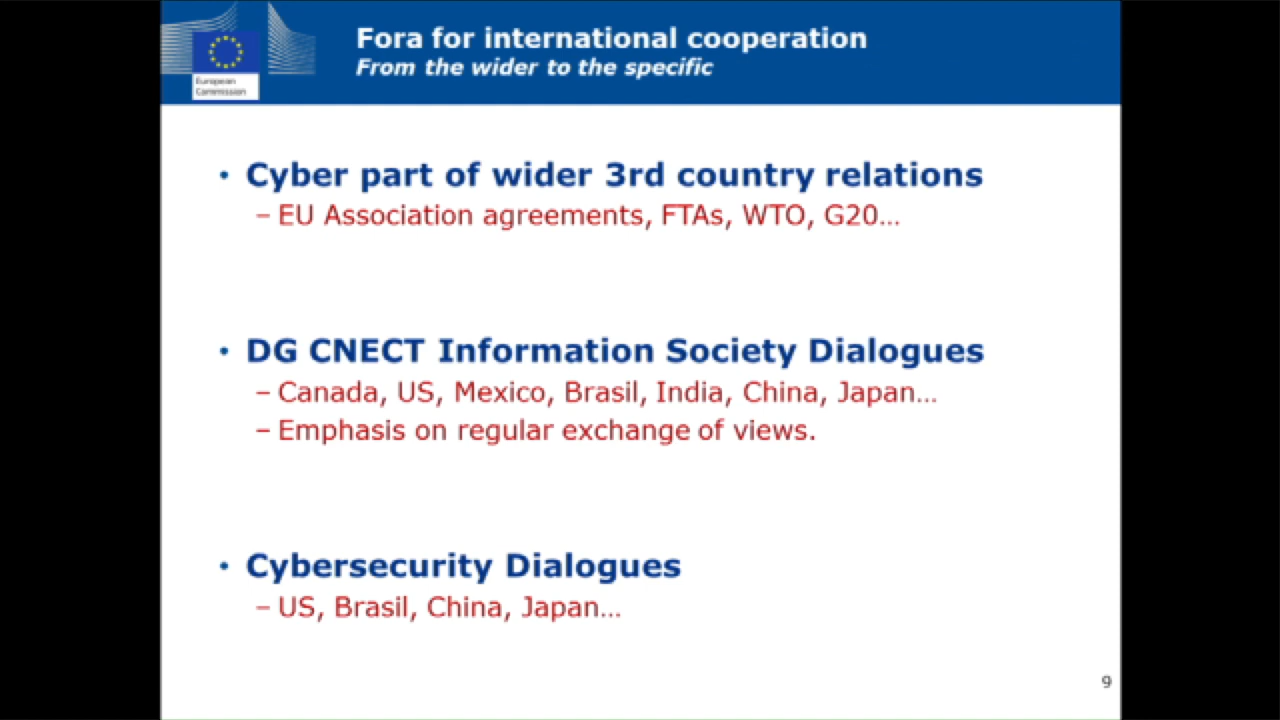 Fora for international cooperation
From the wider to the specific
European
Commission
• Cyber part of wider 3rd country relations
– EU Association agreements, FTAs, WTO, G20…
• DG CNECT Information Society Dialogues
– Canada, US, Mexico, Brasil, India, China, Japan…
– Emphasis on regular exchange of views.
• Cybersecurity Dialogues
– US, Brasil, China, Japan…
9